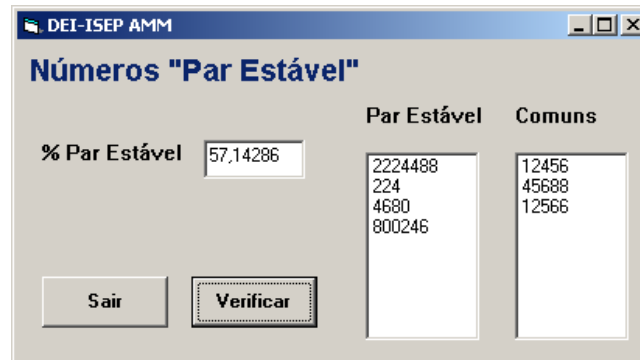 DEI-ISEP AMM
Números "Par Estável"
Par Estável Comuns
% Par Estável 57,14286
2224488 12456
224 45688
4680 12566
800246
Sair Verificar